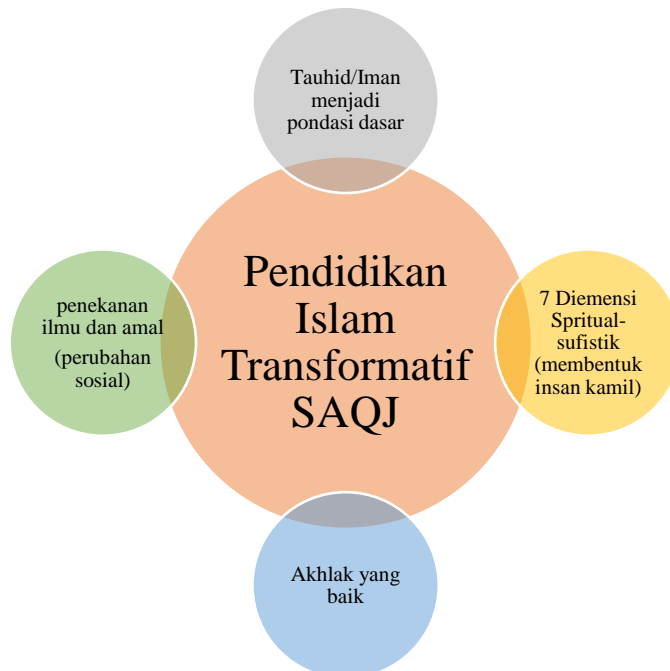 Tauhid/Iman
menjadi
pondasi dasar
penekanan
ilmu dan amal
(perubahan
sosial)
Pendidikan
Islam
Transformatif
SAQJ
7 Diemensi
Spritual-
sufistik
(membentuk
insan kamil)
Akhlak yang
baik